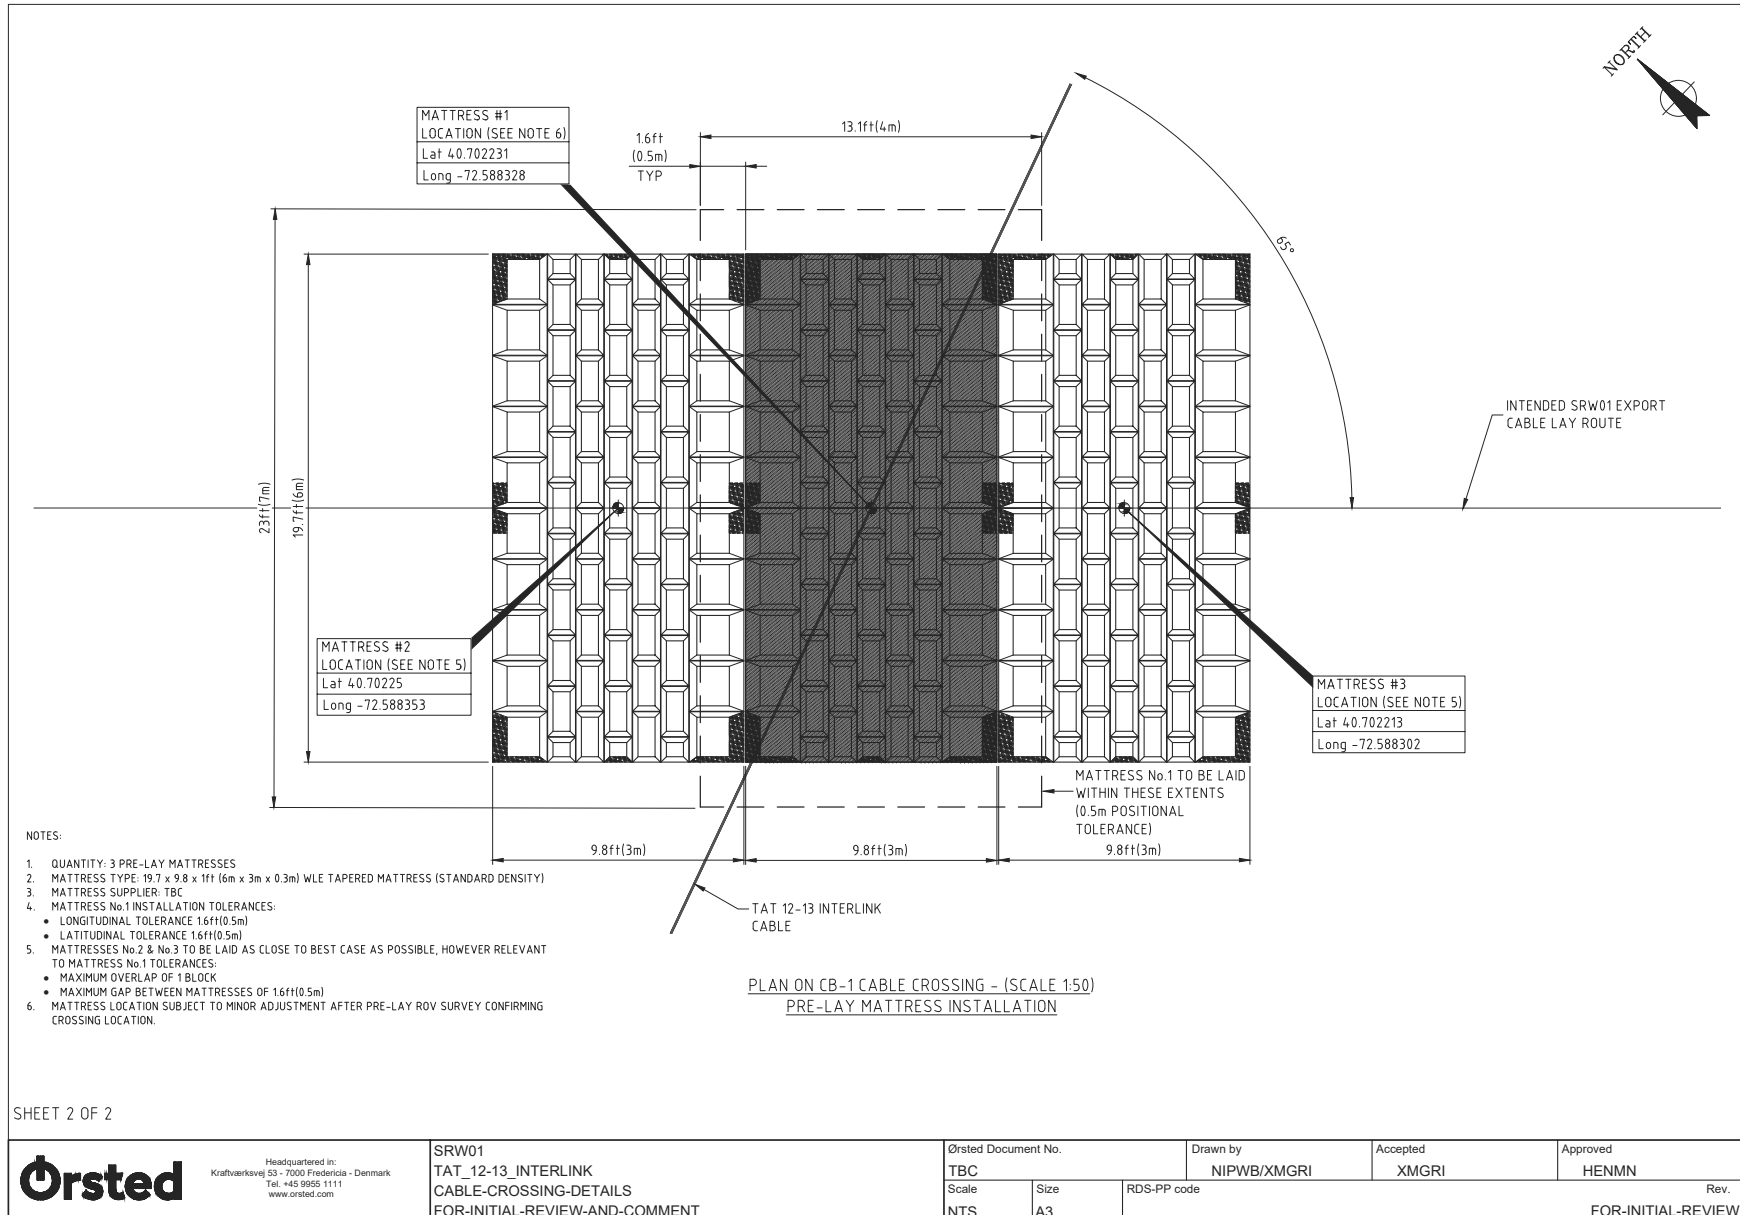 NORTH
MATTRESS #1
LOCATION (SEE NOTE 6)
Lat 40.702231
Long -72.588328
1.6ft
(0.5m)
TYP
13.1ft(4m)
65°
INTENDED SRW01 EXPORT
CABLE LAY ROUTE
23ft(7m)
19.7ft(6m)
MATTRESS #2
LOCATION (SEE NOTE 5)
Lat 40.70225
Long -72.588353
MATTRESS #3
LOCATION (SEE NOTE 5)
Lat 40.702213
Long -72.588302
MATTRESS No.1 TO BE LAID
WITHIN THESE EXTENTS
(0.5m POSITIONAL
TOLERANCE)
9.8ft(3m)
9.8ft(3m)
9.8ft(3m)
TAT 12-13 INTERLINK
CABLE
NOTES:
1. QUANTITY: 3 PRE-LAY MATTRESSES
2. MATTRESS TYPE: 19.7 x 9.8 x 1ft (6m x 3m x 0.3m) WLE TAPERED MATTRESS (STANDARD DENSITY)
3. MATTRESS SUPPLIER: TBC
4. MATTRESS No.1 INSTALLATION TOLERANCES:
• LONGITUDINAL TOLERANCE 1.6ft(0.5m)
• LATITUDINAL TOLERANCE 1.6ft(0.5m)
5. MATTRESSES No.2 & No.3 TO BE LAID AS CLOSE TO BEST CASE AS POSSIBLE, HOWEVER RELEVANT
TO MATTRESS No.1 TOLERANCES:
• MAXIMUM OVERLAP OF 1 BLOCK
• MAXIMUM GAP BETWEEN MATTRESSES OF 1.6ft(0.5m)
6. MATTRESS LOCATION SUBJECT TO MINOR ADJUSTMENT AFTER PRE-LAY ROV SURVEY CONFIRMING
CROSSING LOCATION.
PLAN ON CB-1 CABLE CROSSING - (SCALE 1:50)
PRE-LAY MATTRESS INSTALLATION
SHEET 2 OF 2
Ørsted
Headquartered in:
Kraftværksvej 53 - 7000 Fredericia - Denmark
Tel. +45 9955 1111
www.orsted.com
SRW01
TAT_12-13_INTERLINK
CABLE-CROSSING-DETAILS
FOR-INITIAL-REVIEW-AND-COMMENT
Ørsted Document No.
TBC
Drawn by
NIPWB/XMGRI
Accepted
XMGRI
Approved
HENMN
Scale
NTS
Size
A3
RDS-PP code
Rev.
FOR-INITIAL-REVIEW